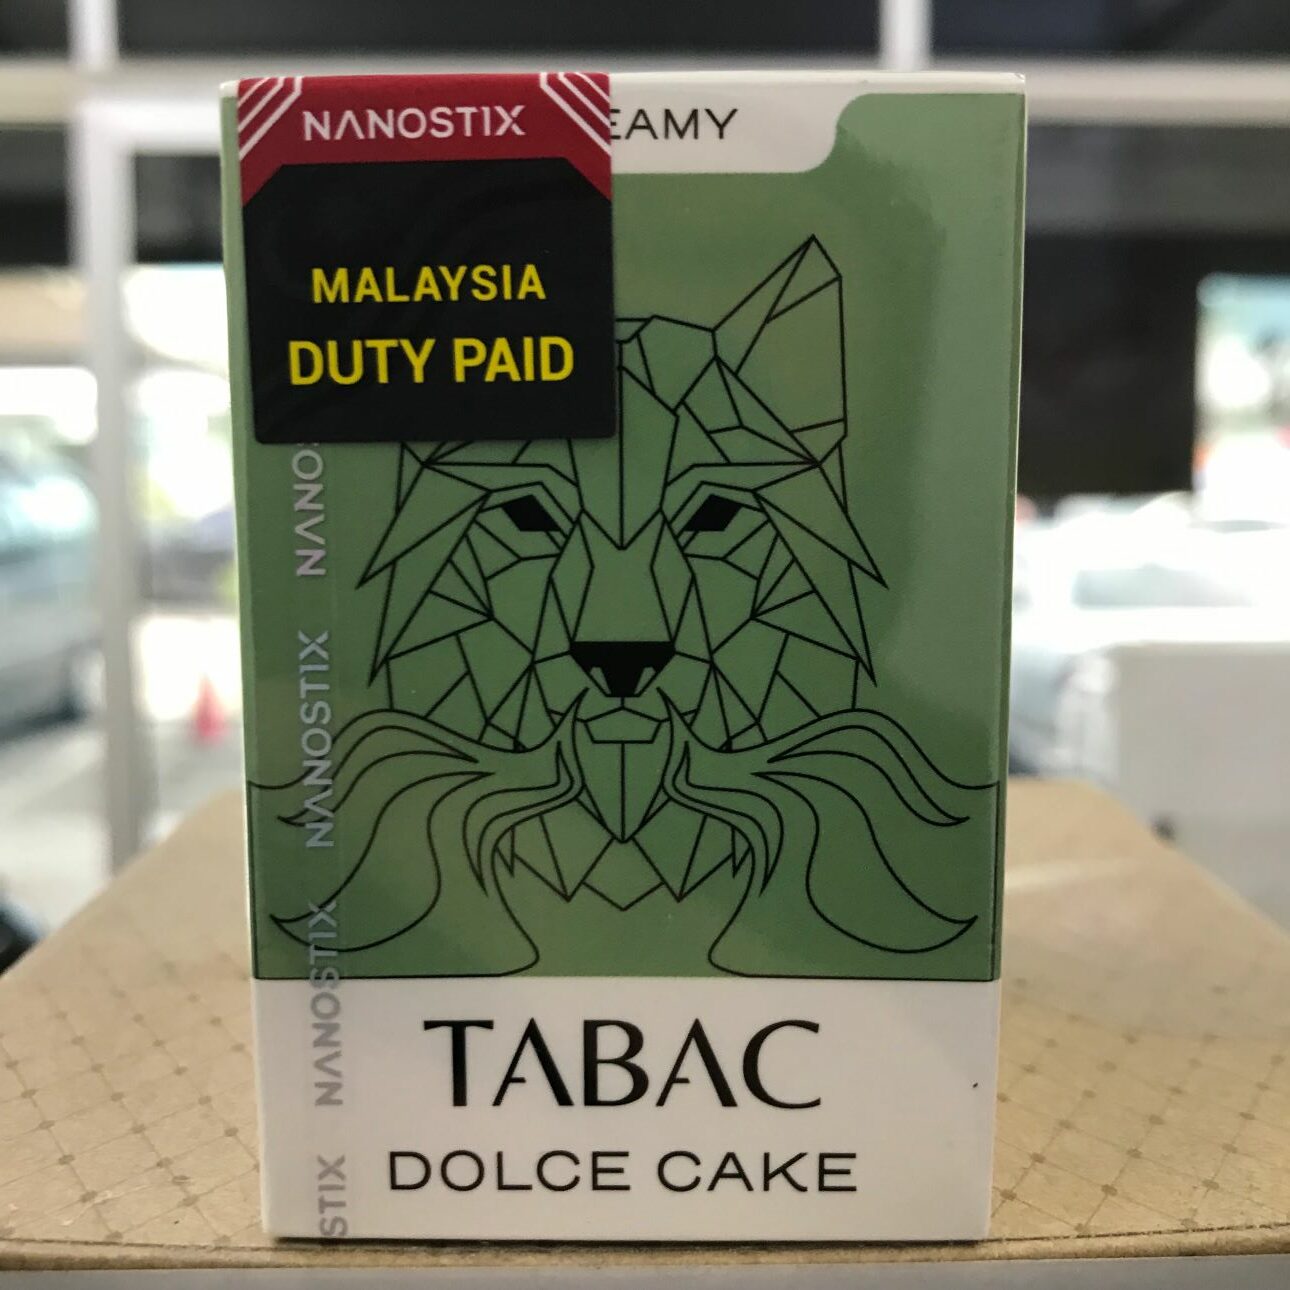 NANOSTIX
MALAYSIA
DUTY PAID
EAMY
NANOSTIX
NANOSTIX
NANOSTIX
TABAC
DOLCE CAKE